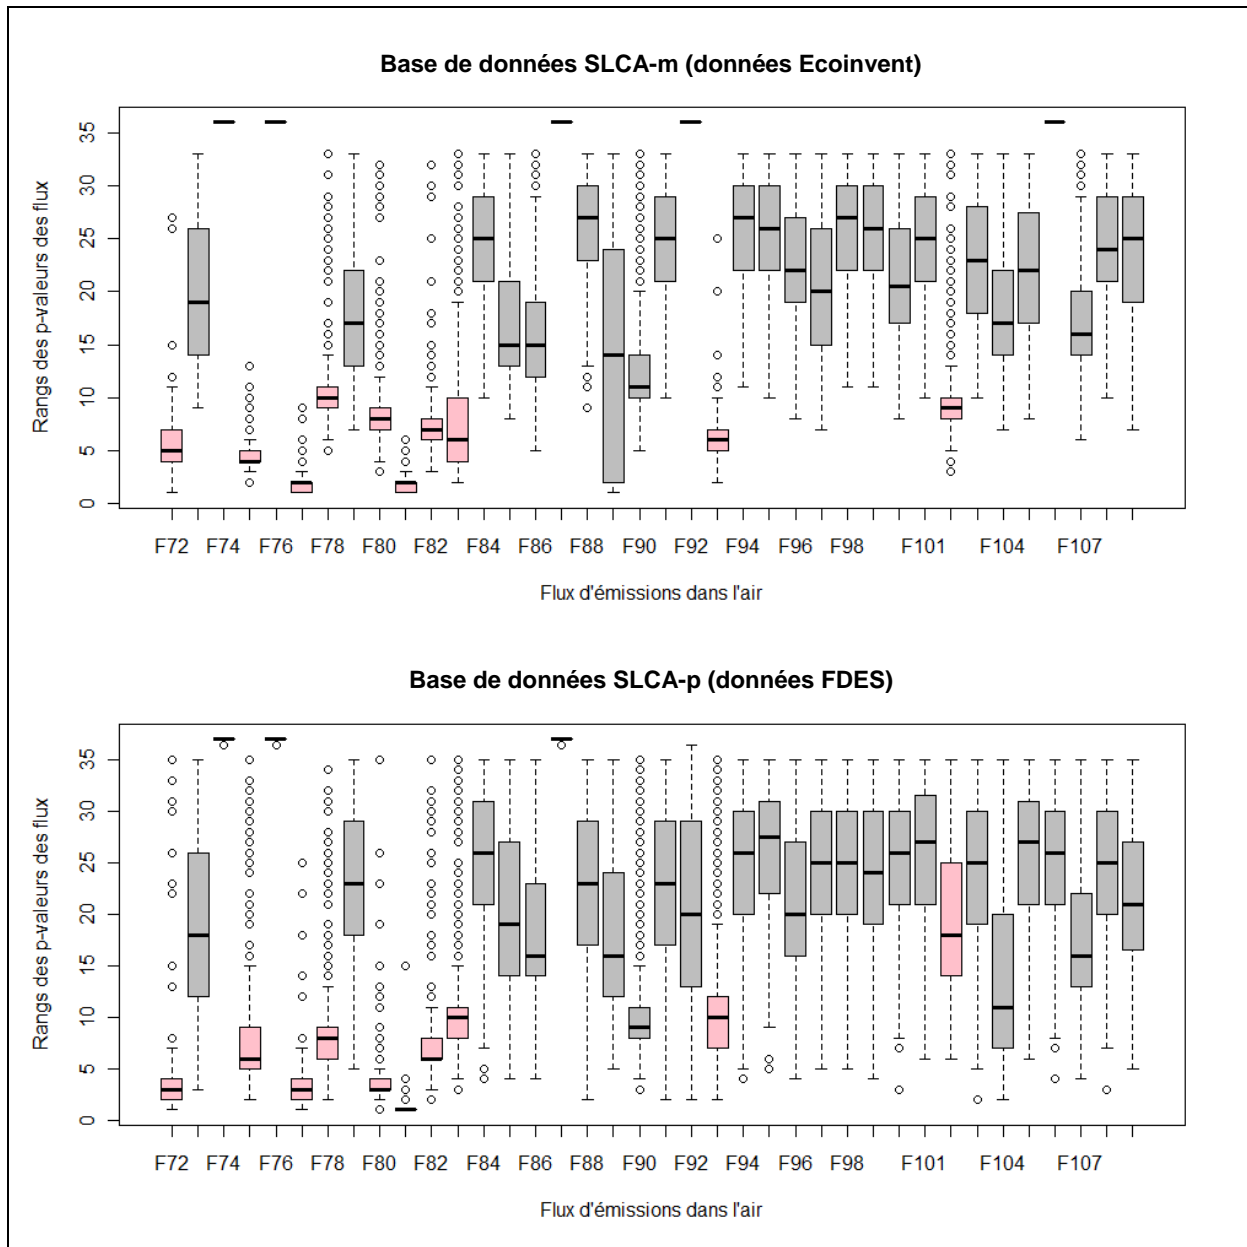 Base de données SLCA-m (données Ecoinvent)
Rangs des p-valeurs des flux
35
30
25
20
15
10
5
0
F72 F74 F76 F78 F80 F82 F84 F86 F88 F90 F92 F94 F96 F98 F101 F104 F107
Flux d'émissions dans l'air
Base de données SLCA-p (données FDES)
Rangs des p-valeurs des flux
35
30
25
20
15
10
5
0
F72 F74 F76 F78 F80 F82 F84 F86 F88 F90 F92 F94 F96 F98 F101 F104 F107
Flux d'émissions dans l'air